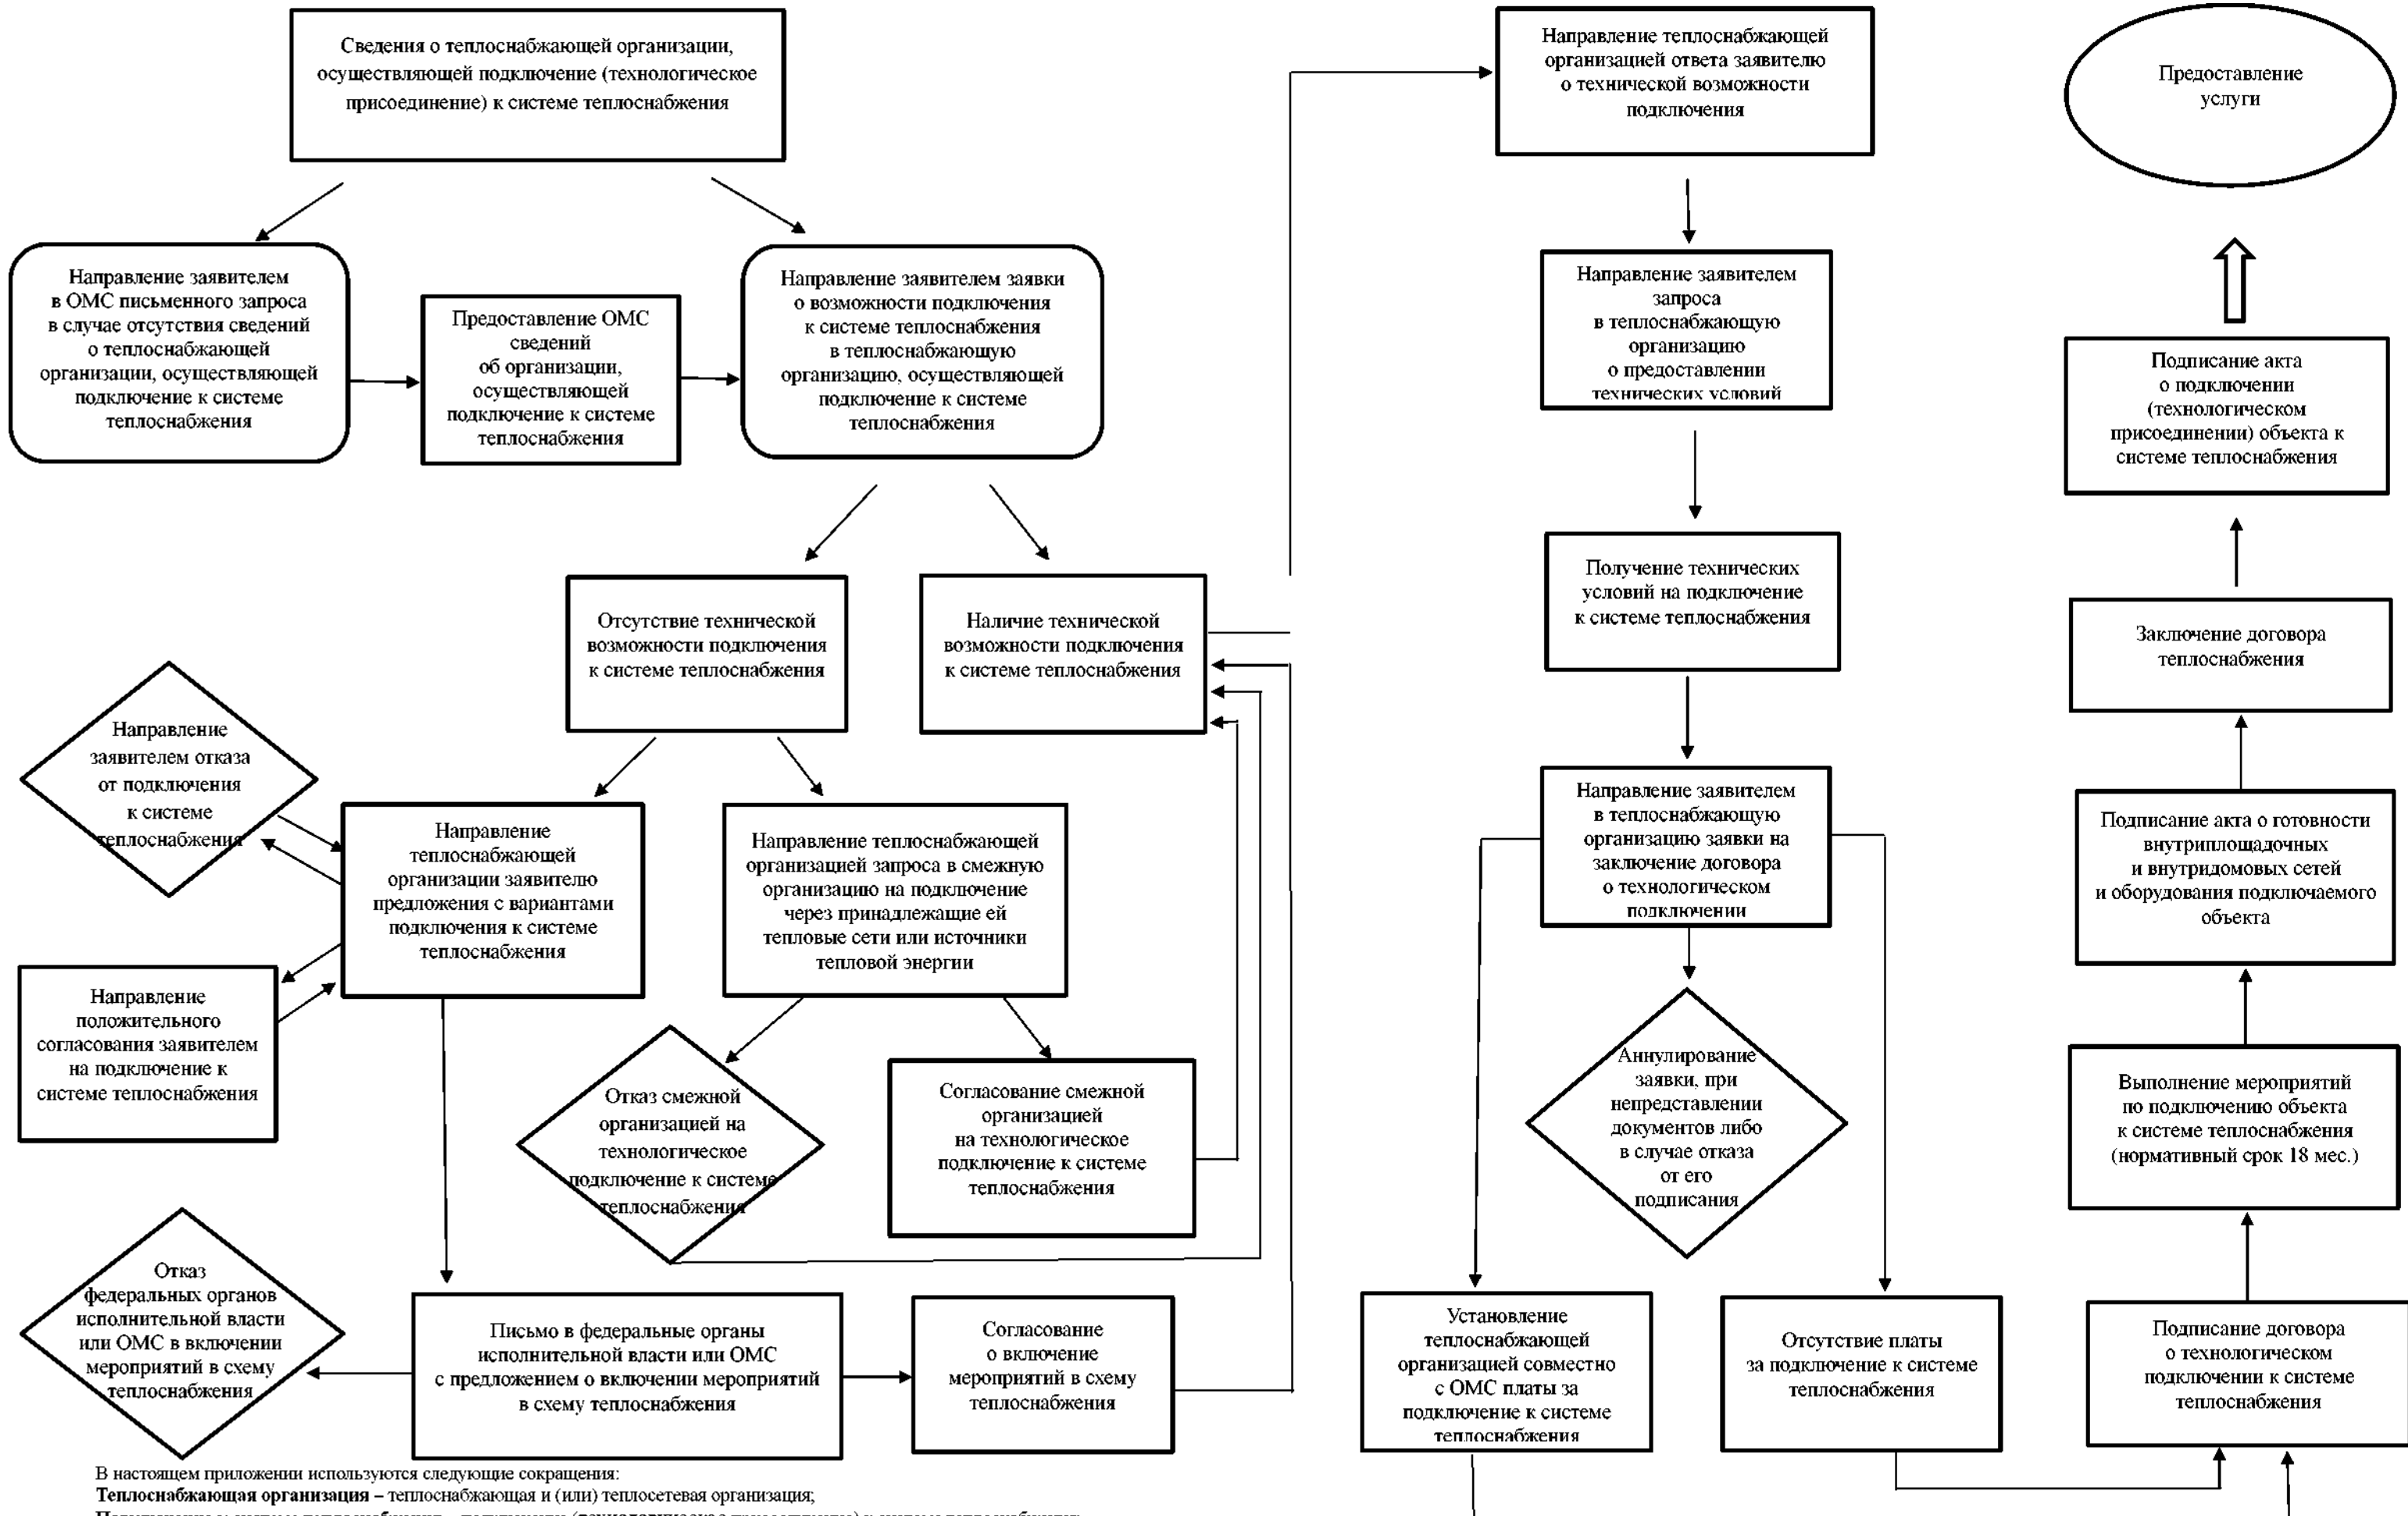 Сведения о теплоснабжающей организации,
осуществляющей подключение (технологическое
присоединение) к системе теплоснабжения
Направление заявителем
в ОМС письменного запроса
в случае отсутствия сведений
о теплоснабжающей
организации, осуществляющей
подключение к системе
теплоснабжения
Предоставление ОМС
сведений
об организации,
осуществляющей
подключение к системе
теплоснабжения
Направление заявителем заявки
о возможности подключения
к системе теплоснабжения
в теплоснабжающую
организацию, осуществляющей
подключение к системе
теплоснабжения
Отсутствие технической
возможности подключения
к системе теплоснабжения
Наличие технической
возможности подключения
к системе теплоснабжения
Направление
заявителем отказа
от подключения
к системе
теплоснабжения
Направление
теплоснабжающей
организации заявителю
предложения с вариантами
подключения к системе
теплоснабжения
Направление теплоснабжающей
организацией запроса в смежную
организацию на подключение
через принадлежащие ей
тепловые сети или источники
тепловой энергии
Направление
положительного
согласования заявителем
на подключение к
системе теплоснабжения
Отказ смежной
организацией на
технологическое
подключение к системе
теплоснабжения
Согласование смежной
организацией
на технологическое
подключение к системе
теплоснабжения
Отказ
федеральных органов
исполнительной власти
или ОМС в включении
мероприятий в схему
теплоснабжения
Письмо в федеральные органы
исполнительной власти или ОМС
с предложением о включении мероприятий
в схему теплоснабжения
Согласование
о включение
мероприятий в схему
теплоснабжения
В настоящем приложении используются следующие сокращения:
Теплоснабжающая организация – теплоснабжающая и (или) теплосетевая организация;
Направление теплоснабжающей
организацией ответа заявителю
о технической возможности
подключения
Направление заявителем
запроса
в теплоснабжающую
организацию
о предоставлении
технических условий
Получение технических
условий на подключение
к системе теплоснабжения
Направление заявителем
в теплоснабжающую
организацию заявки на
заключение договора
о технологическом
подключении
Аннулирование
заявки, при
непредставлении
документов либо
в случае отказа
от его
подписания
Установление
теплоснабжающей
организацией совместно
с ОМС платы за
подключение к системе
теплоснабжения
Отсутствие платы
за подключение к системе
теплоснабжения
Предоставление
услуги
Подписание акта
о подключении
(технологическом
присоединении) объекта к
системе теплоснабжения
Заключение договора
теплоснабжения
Подписание акта о готовности
внутриплощадочных
и внутридомовых сетей
и оборудования подключаемого
объекта
Выполнение мероприятий
по подключению объекта
к системе теплоснабжения
(нормативный срок 18 мес.)
Подписание договора
о технологическом
подключении к системе
теплоснабжения